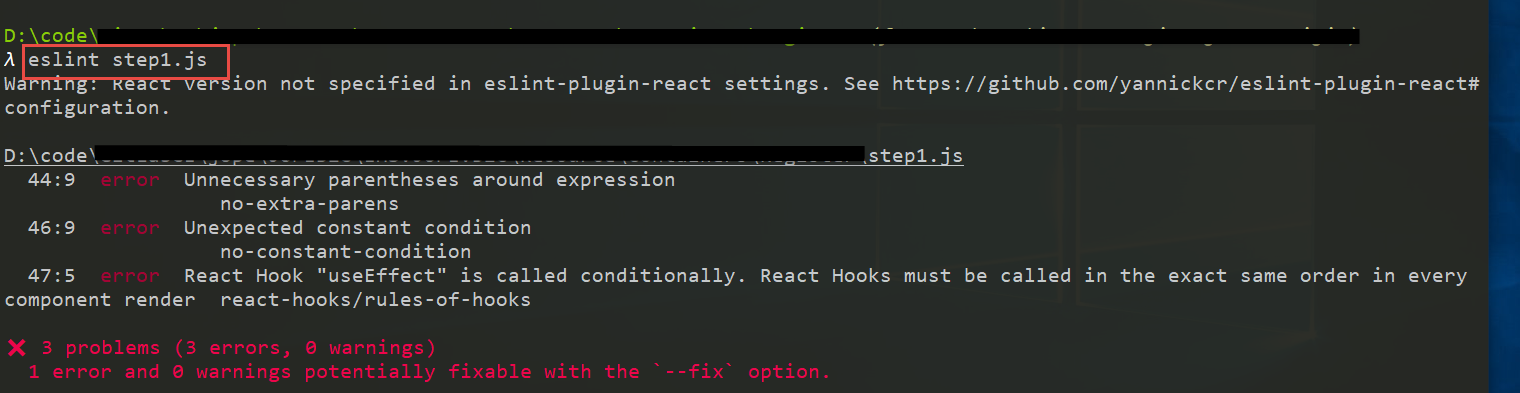 D:\code\
λ eslint step1.js
Warning: React version not specified in eslint-plugin-react settings. See https://github.com/yannickcr/eslint-plugin-react#
configuration.
D:\code\step1.js
44:9 error Unnecessary parentheses around expression
no-extra-parens
46:9 error Unexpected constant condition
no-constant-condition
47:5 error React Hook "useEffect" is called conditionally. React Hooks must be called in the exact same order in every
component render react-hooks/rules-of-hooks
❌ 3 problems (3 errors, 0 warnings)
1 error and 0 warnings potentially fixable with the `--fix` option.